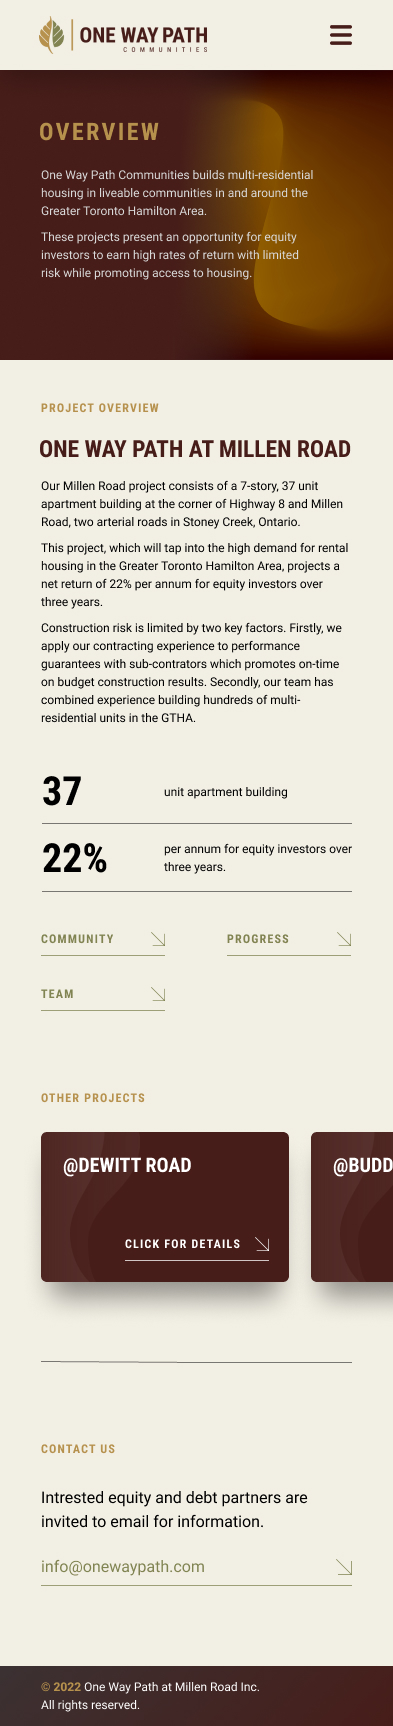 ONE WAY PATH
COMMUNITIES
OVERVIEW
One Way Path Communities builds multi-residential
housing in liveable communities in and around the
Greater Toronto Hamilton Area.
These projects present an opportunity for equity
investors to earn high rates of return with limited
risk while promoting access to housing.
PROJECT OVERVIEW
ONE WAY PATH AT MILLEN ROAD
Our Millen Road project consists of a 7-story, 37 unit
apartment building at the corner of Highway 8 and Millen
Road, two arterial roads in Stoney Creek, Ontario.
This project, which will tap into the high demand for rental
housing in the Greater Toronto Hamilton Area, projects a
net return of 22% per annum for equity investors over
three years.
Construction risk is limited by two key factors. Firstly, we
apply our contracting experience to performance
guarantees with sub-contrators which promotes on-time
on budget construction results. Secondly, our team has
combined experience building hundreds of multi-
residential units in the GTHA.
37
unit apartment building
22%
per annum for equity investors over
three years.
COMMUNITY
PROGRESS
TEAM
OTHER PROJECTS
@DEWITT ROAD
CLICK FOR DETAILS
@BUDD
CONTACT US
Intrested equity and debt partners are
invited to email for information.
info@onewaypath.com
© 2022 One Way Path at Millen Road Inc.
All rights reserved.